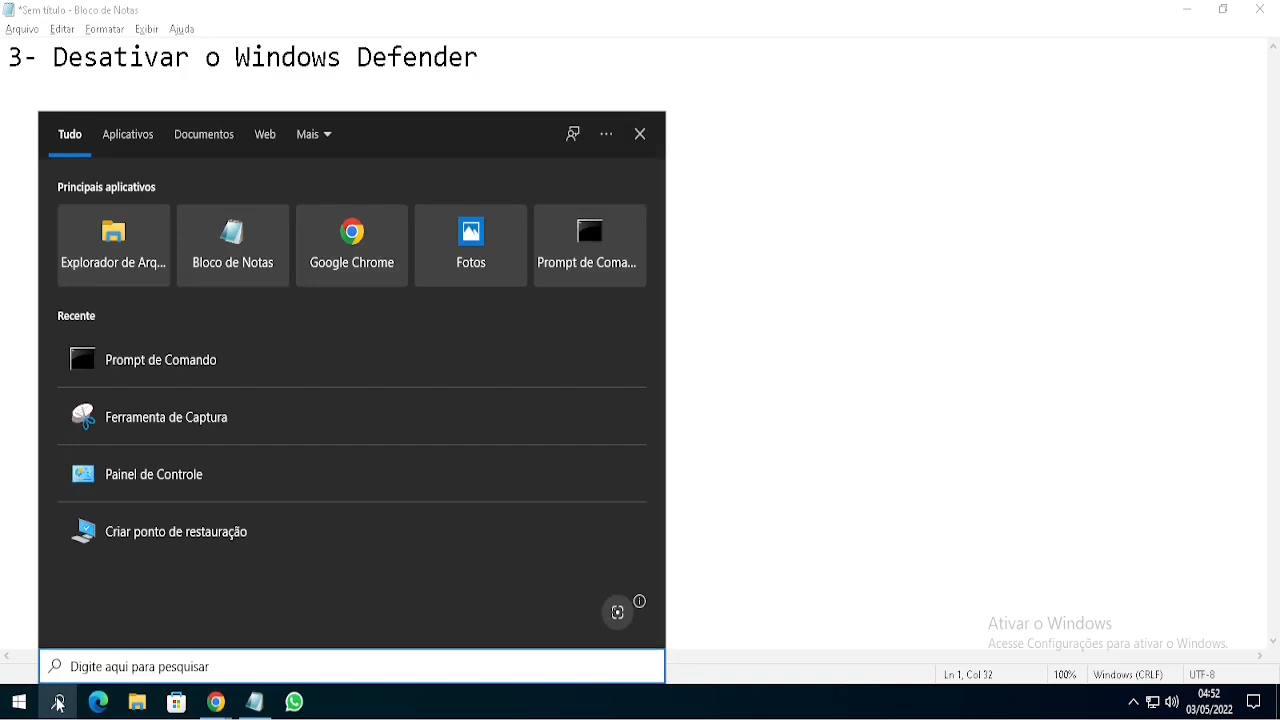 *Sem título - Bloco de Notas
Arquivo Editar Formatar Exibir Ajuda
3- Desativar o Windows Defender
Tudo Aplicativos Documentos Web Mais
Principais aplicativos
Explorador de Arq... Bloco de Notas Google Chrome Fotos Prompt de Coma...
Recente
Prompt de Comando
Ferramenta de Captura
Painel de Controle
Criar ponto de restauração
Ativar o Windows
Acesse Configurações para ativar o Windows.
Digite aqui para pesquisar
Ln 1, Col 32 100% Windows (CRLF) UTF-8
04:52
03/05/2022